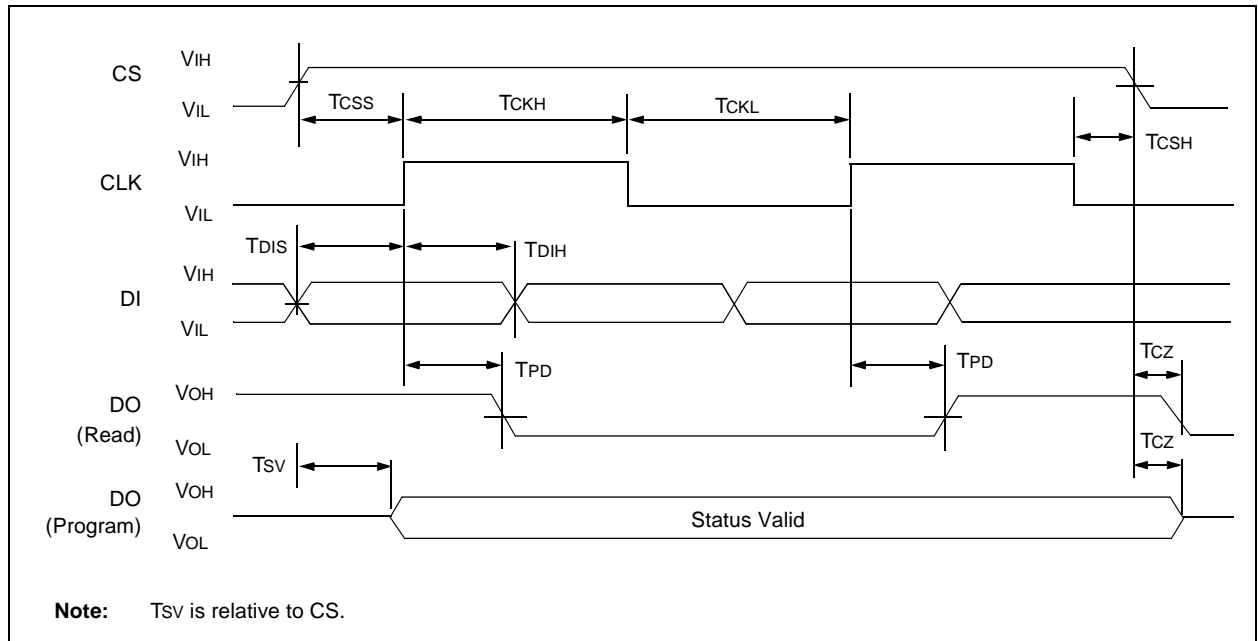 CS
VIH
VIL
TCSS
TCKH
TCKL
TCSH
CLK
VIH
VIL
TDIS
TDIH
DI
VIH
VIL
TPD
TPD
TCZ
DO
(Read)
VOH
VOL
TCZ
TSV
DO
(Program)
VOH
VOL
Status Valid
Note: TSV is relative to CS.